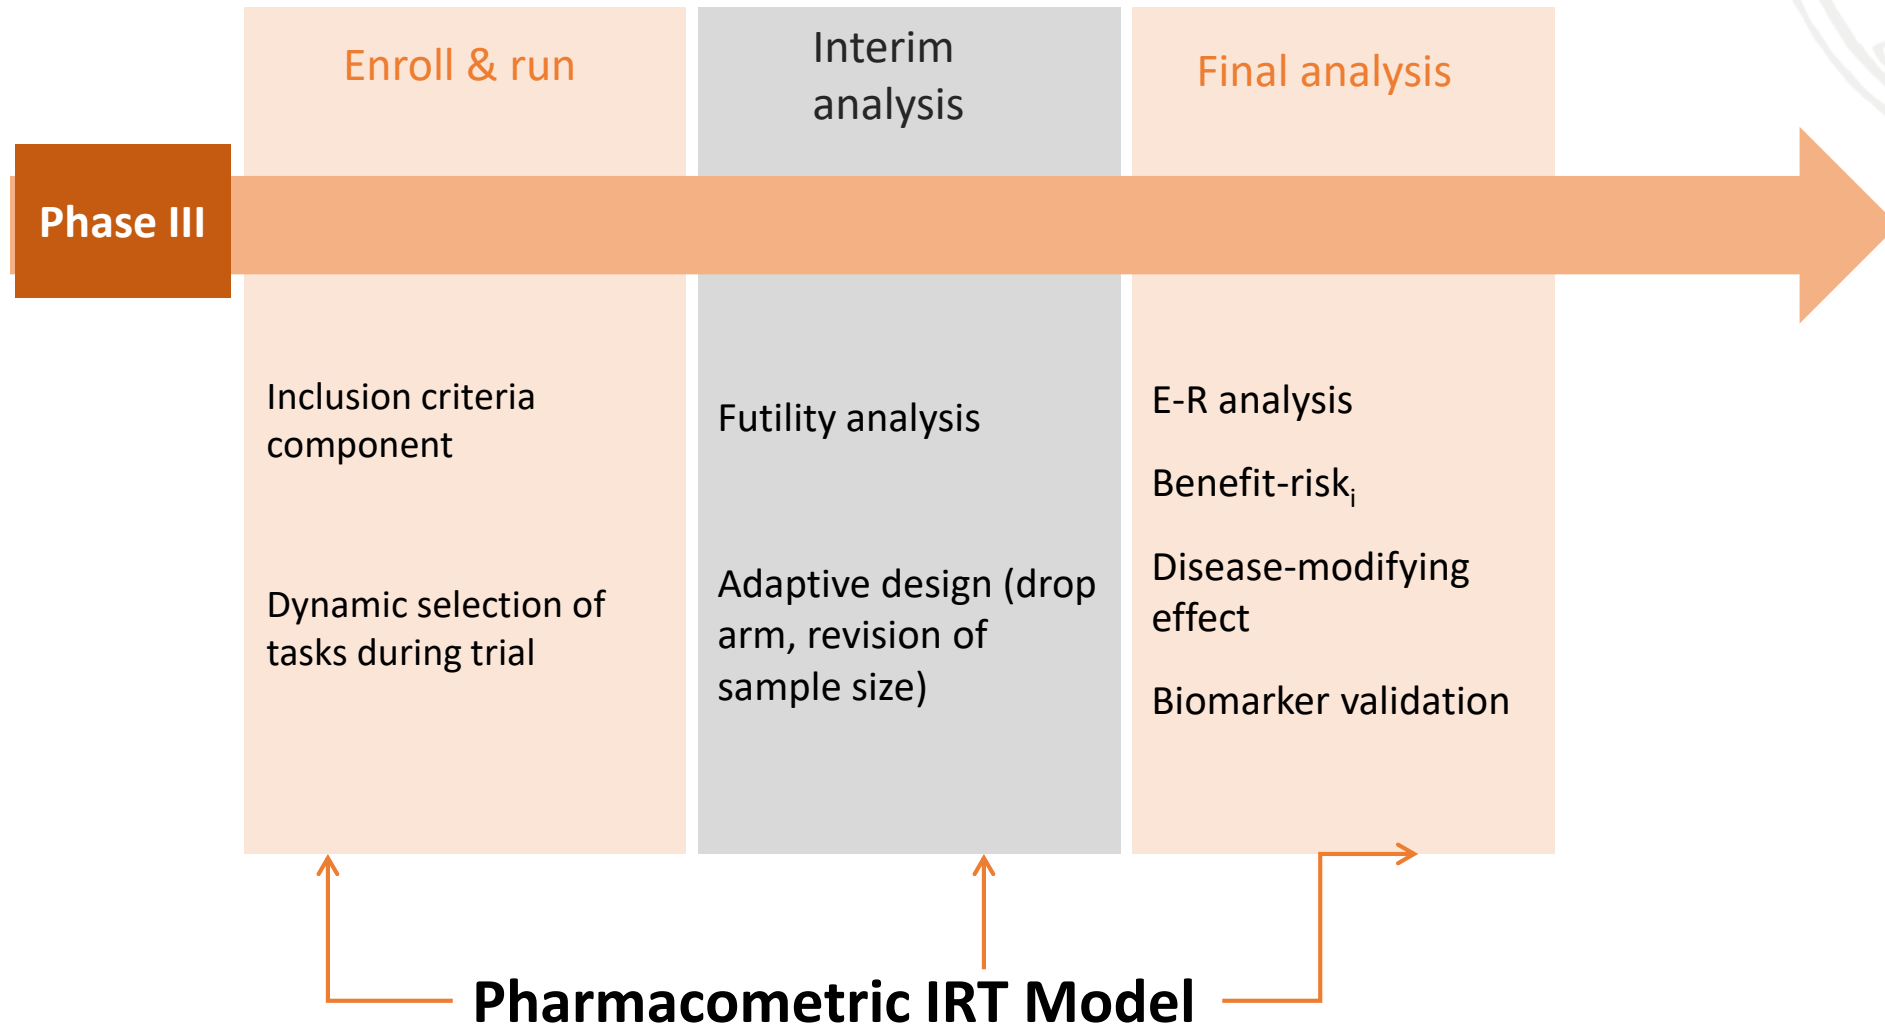 Enroll & run
Interim
analysis
Final analysis
Phase III
Inclusion criteria
component
Dynamic selection of
tasks during trial
Futility analysis
Adaptive design (drop
arm, revision of
sample size)
E-R analysis
Benefit-riskᵢ
Disease-modifying
effect
Biomarker validation
Pharmacometric IRT Model